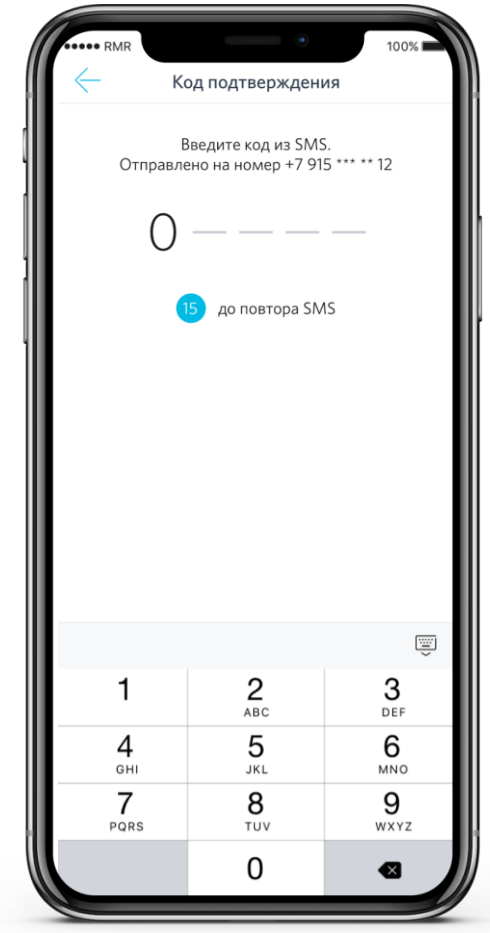 RMR 100%
Код подтверждения
Введите код из SMS.
Отправлено на номер +7 915 *** ** 12
0
15 до повтора SMS
1 2 3
ABC DEF
4 5 6
GHI JKL MNO
7 8 9
PQRS TUV WXYZ
0